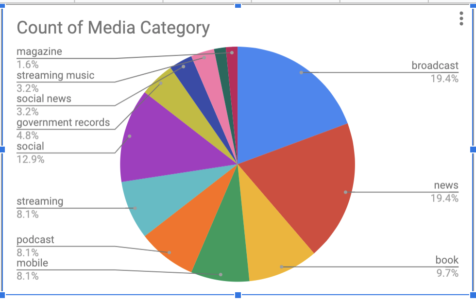 Count of Media Category
magazine
1.6%
streaming music
3.2%
social news
3.2%
government records
4.8%
social
12.9%
streaming
8.1%
podcast
8.1%
mobile
8.1%
broadcast
19.4%
news
19.4%
book
9.7%